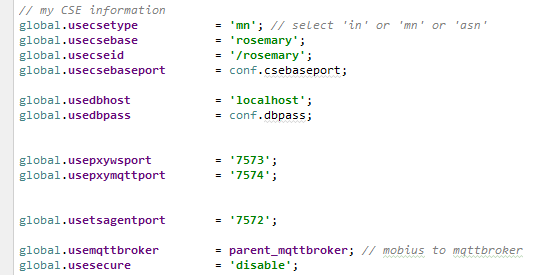 // my CSE information
global.usecsetype = 'mn'; // select 'in' or 'mn' or 'asn'
global.usecsebase = 'rosemary';
global.usecseid = '/rosemary';
global.usecsebaseport = conf.csebaseport;
global.usedbhost = 'localhost';
global.usedbpass = conf.dbpass;
global.usepxywsport = '7573';
global.usepxymqttport = '7574';
global.usetsagentport = '7572';
global.usemqttbroker = parent_mqttbroker; // mobius to mqttbroker
global.usesecure = 'disable';